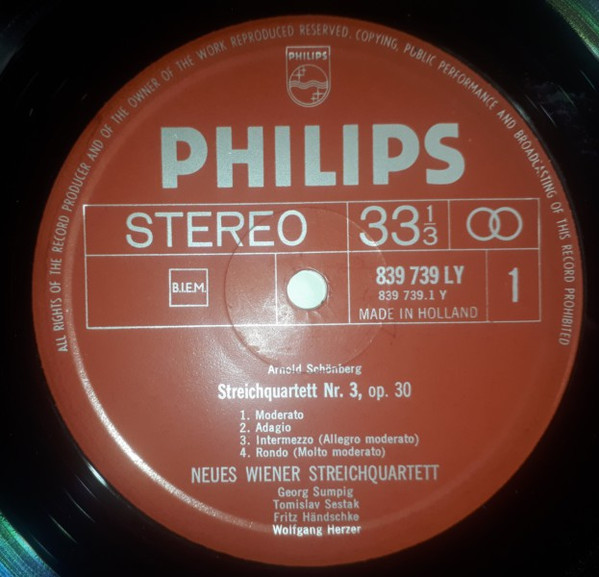 ALL RIGHTS OF THE RECORD PRODUCER AND OF THE OWNER OF THE WORK REPRODUCED RESERVED. COPYING, PUBLIC PERFORMANCE AND BROADCASTING OF THIS RECORD PROHIBITED
PHILIPS
PHILIPS
STEREO 33 1/3
B.I.E.M.
839 739 LY
839 739.1 Y
MADE IN HOLLAND
1
Arnold Schönberg
Streichquartett Nr. 3, op. 30
1. Moderato
2. Adagio
3. Intermezzo (Allegro moderato)
4. Rondo (Molto moderato)
NEUES WIENER STREICHQUARTETT
Georg Sumpig
Tomislav Sestak
Fritz Händschke
Wolfgang Herzer